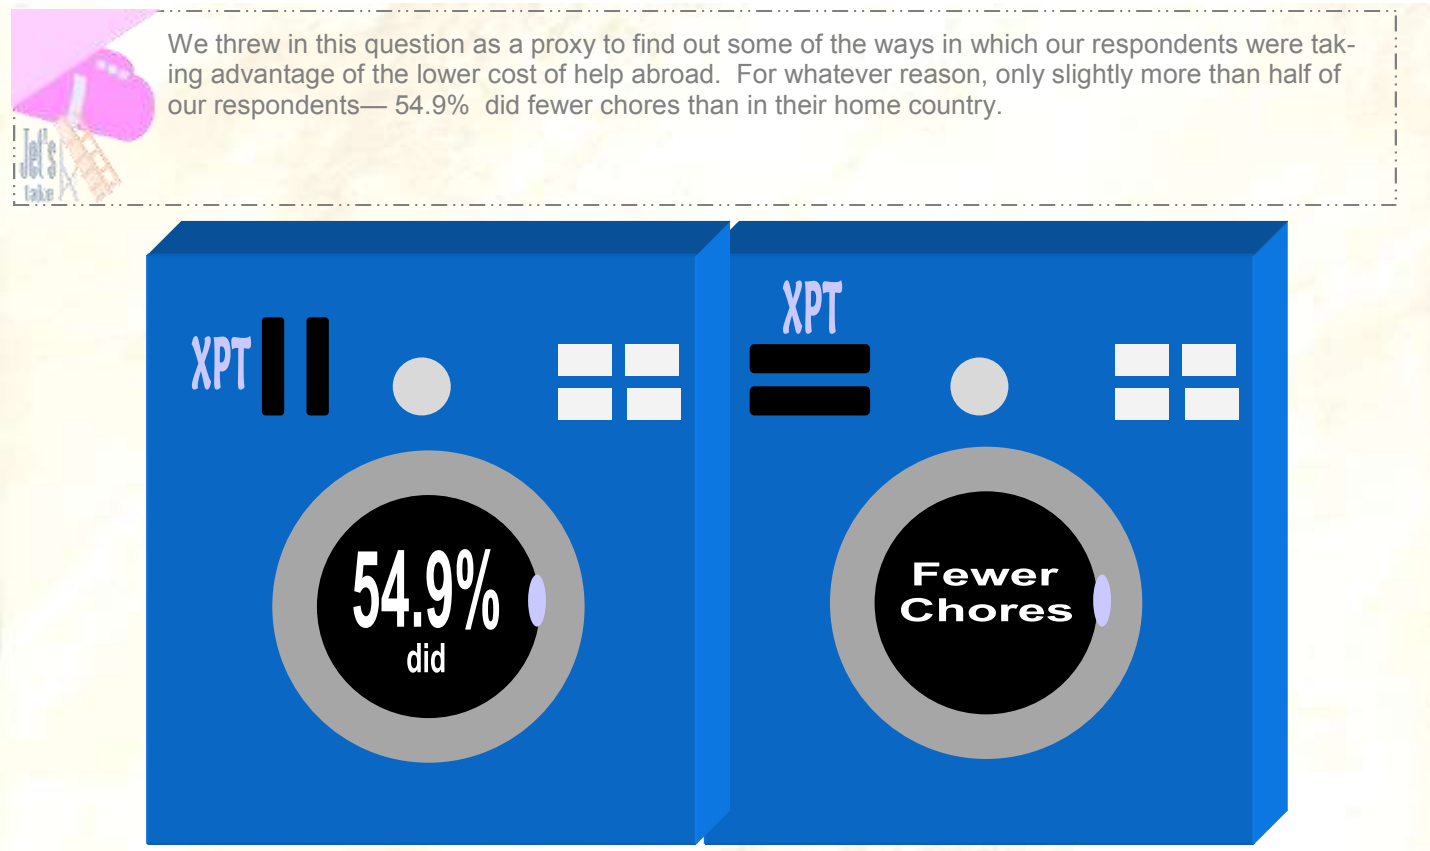 We threw in this question as a proxy to find out some of the ways in which our respondents were tak-
ing advantage of the lower cost of help abroad.  For whatever reason, only slightly more than half of
our respondents— 54.9%  did fewer chores than in their home country.
Jet's
take
XPT
XPT
54.9%
did
Fewer
Chores